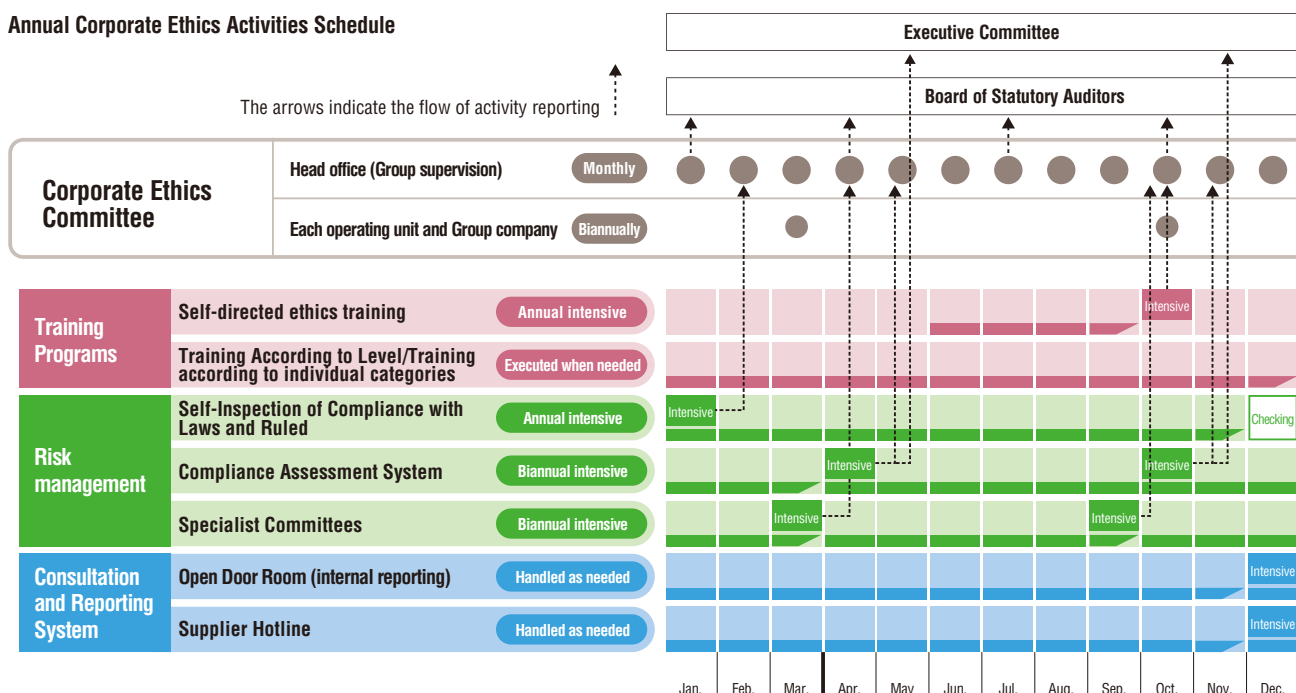 Annual Corporate Ethics Activities Schedule
Executive Committee
The arrows indicate the flow of activity reporting
Board of Statutory Auditors
Corporate Ethics
Committee
Head office (Group supervision)
Monthly
Each operating unit and Group company
Biannually
Training
Programs
Self-directed ethics training
Annual intensive
Intensive
Training According to Level/Training
according to individual categories
Executed when needed
Risk
management
Self-Inspection of Compliance with
Laws and Ruled
Annual intensive
Intensive
Checking
Compliance Assessment System
Biannual intensive
Intensive
Intensive
Specialist Committees
Biannual intensive
Intensive
Intensive
Consultation
and Reporting
System
Open Door Room (internal reporting)
Handled as needed
Intensive
Supplier Hotline
Handled as needed
Intensive
Jan. Feb. Mar. Apr. May Jun. Jul. Aug. Sep. Oct. Nov. Dec.